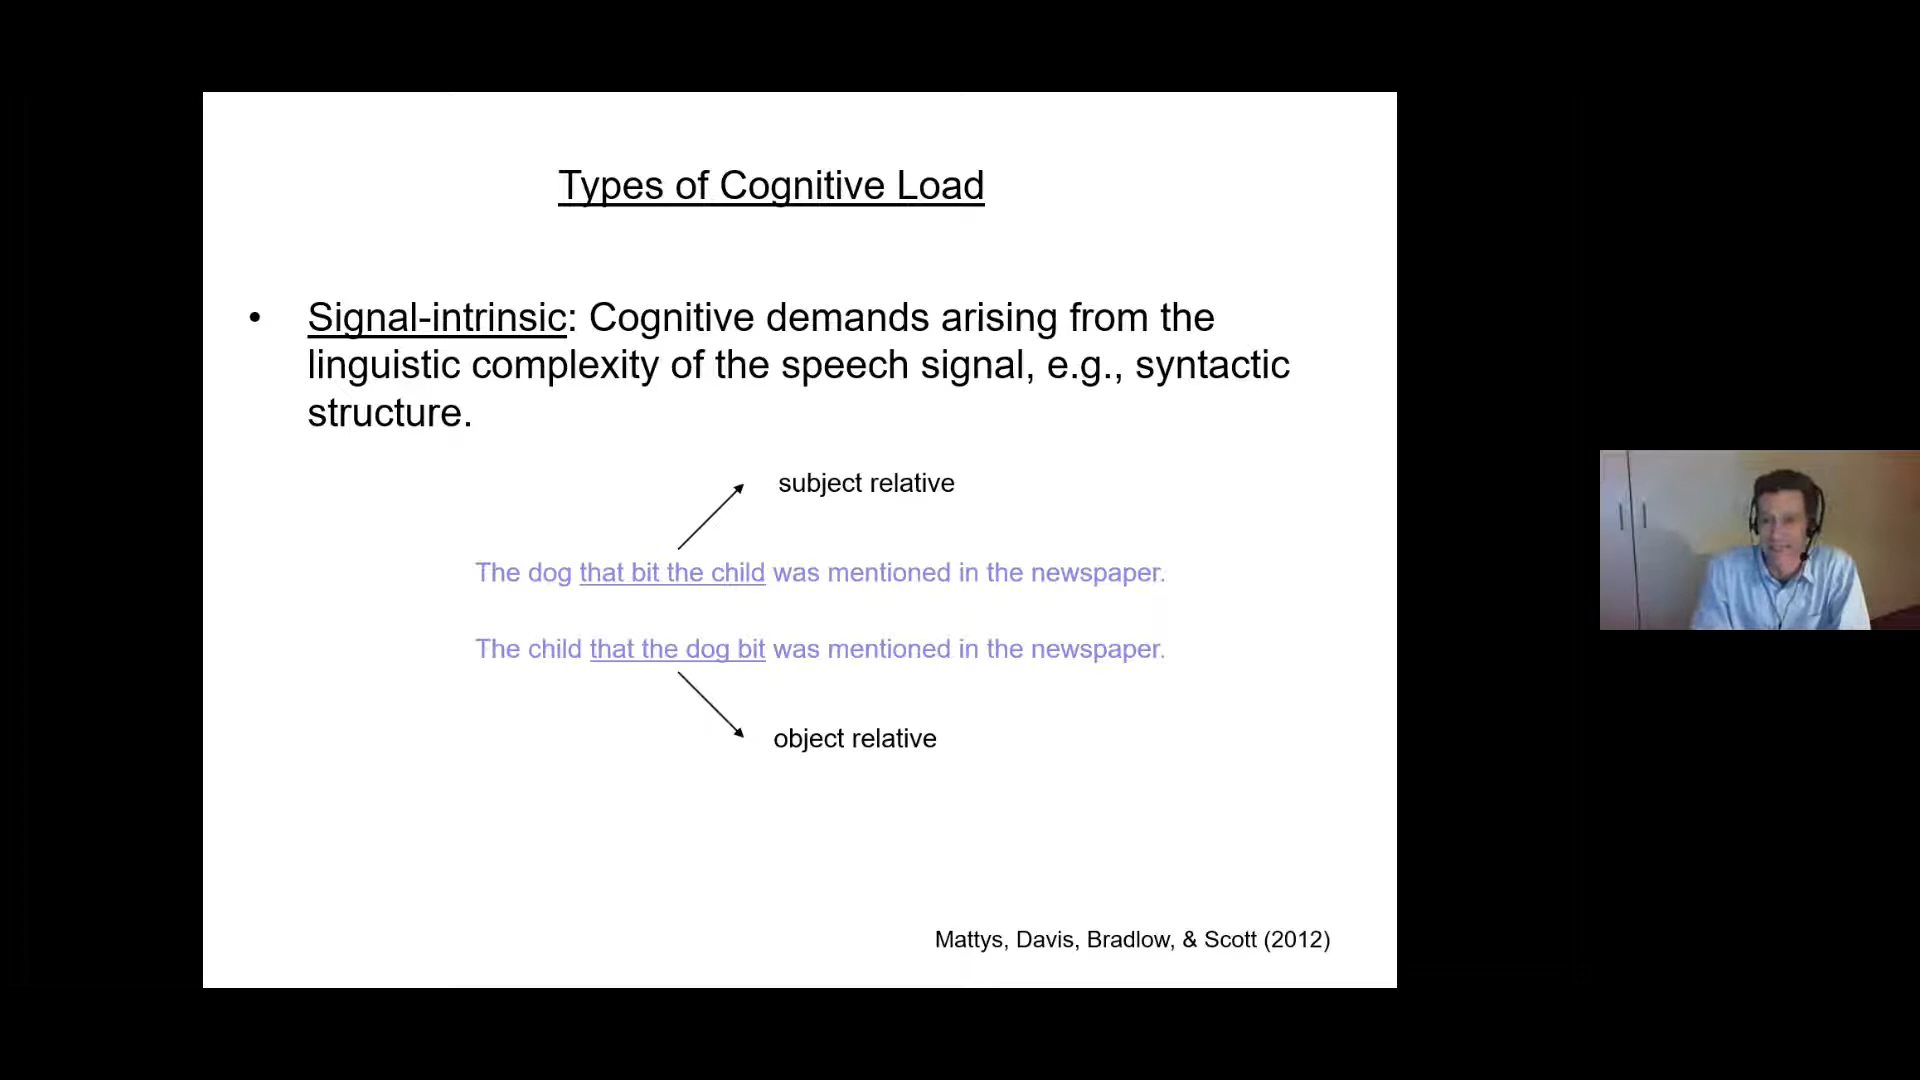 Types of Cognitive Load
• Signal-intrinsic: Cognitive demands arising from the
linguistic complexity of the speech signal, e.g., syntactic
structure.
subject relative
The dog that bit the child was mentioned in the newspaper.
The child that the dog bit was mentioned in the newspaper.
object relative
Mattys, Davis, Bradlow, & Scott (2012)